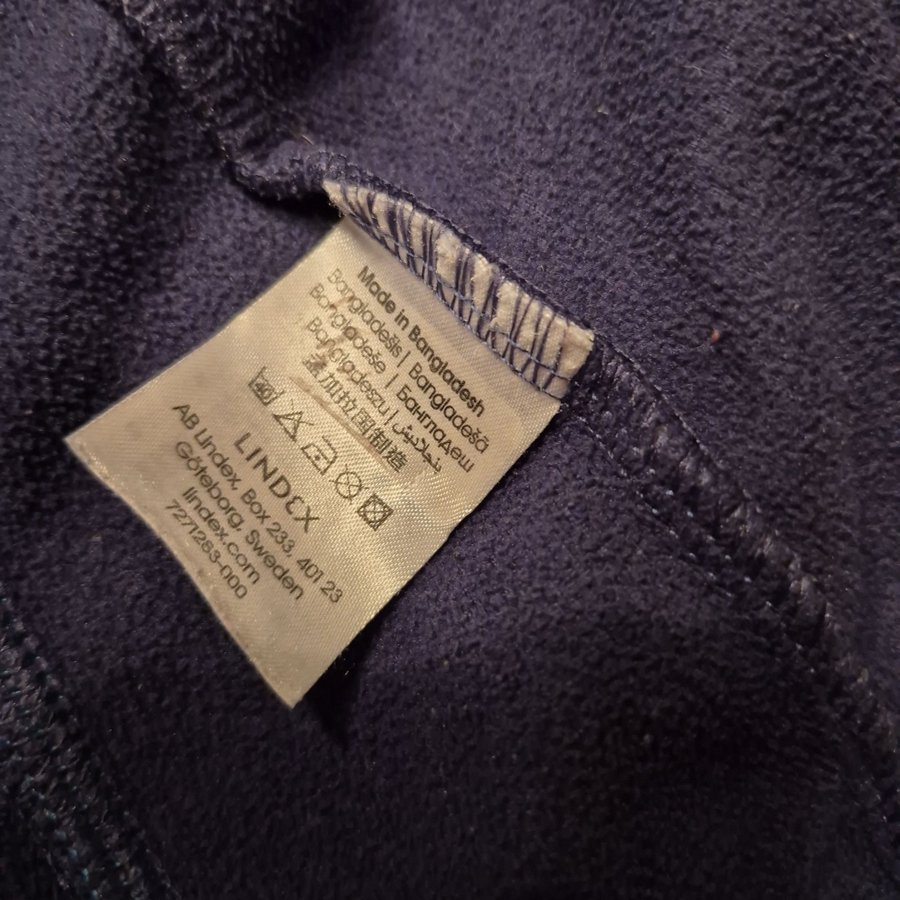 Made in Bangladesh
Bangladešis | Bangladešā
Bangladeše | Бангладеш
Bangladeszu | بنجلاديش
孟加拉国制造
LINDEX
AB Lindex, Box 233, 401 23
Göteborg, Sweden
lindex.com
7271283-000